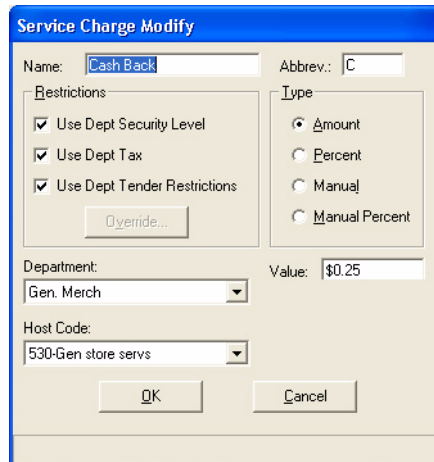 Service Charge Modify
Name: Cash Back Abbrev.: C
Restrictions Type
Use Dept Security Level Amount
Use Dept Tax Percent
Use Dept Tender Restrictions Manual
Override... Manual Percent
Department: Value: $0.25
Gen. Merch
Host Code:
530-Gen store servs
OK Cancel